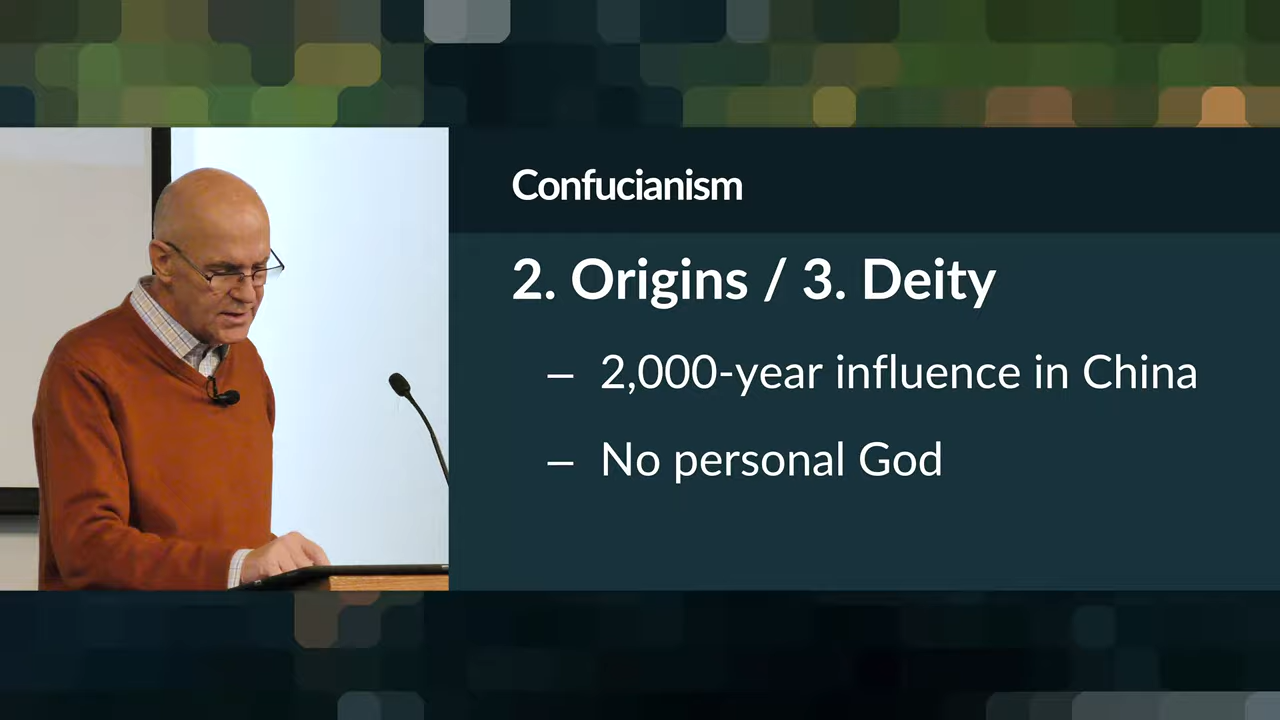 Confucianism
2. Origins / 3. Deity
– 2,000-year influence in China
– No personal God